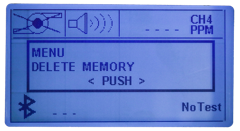 CH4
---- PPM
MENU
DELETE MEMORY
< PUSH >
--- NoTest